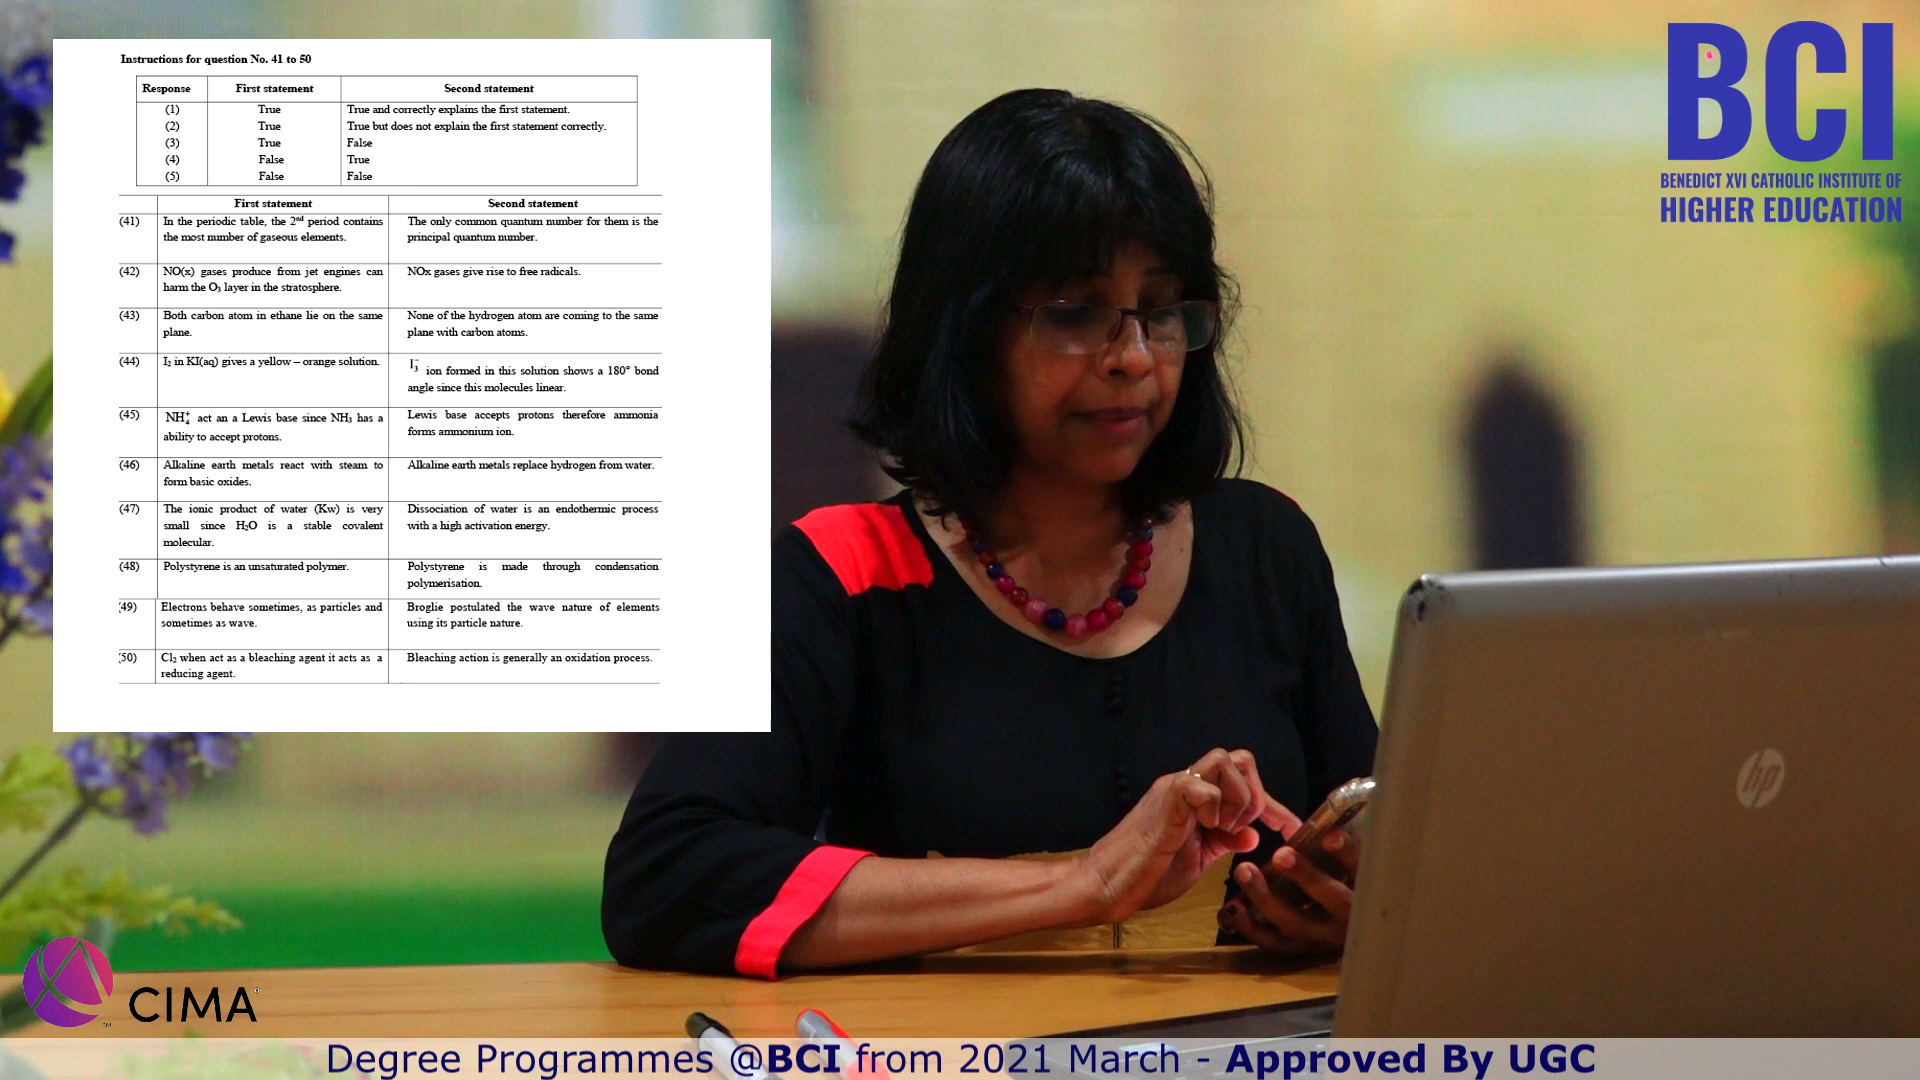 Instructions for question No. 41 to 50
Response First statement Second statement
(1) True True and correctly explains the first statement.
(2) True True but does not explain the first statement correctly.
(3) True False
(4) False True
(5) False False
First statement Second statement
(41) In the periodic table, the 2nd period contains the most number of gaseous elements. The only common quantum number for them is the principal quantum number.
(42) NO(x) gases produce from jet engines can harm the O₃ layer in the stratosphere. NOx gases give rise to free radicals.
(43) Both carbon atom in ethane lie on the same plane. None of the hydrogen atom are coming to the same plane with carbon atoms.
(44) I₂ in KI(aq) gives a yellow – orange solution. I₃⁻ ion formed in this solution shows a 180° bond angle since this molecules linear.
(45) NH₄⁺ act an a Lewis base since NH₃ has a ability to accept protons. Lewis base accepts protons therefore ammonia forms ammonium ion.
(46) Alkaline earth metals react with steam to form basic oxides. Alkaline earth metals replace hydrogen from water.
(47) The ionic product of water (Kw) is very small since H₂O is a stable covalent molecular. Dissociation of water is an endothermic process with a high activation energy.
(48) Polystyrene is an unsaturated polymer. Polystyrene is made through condensation polymerisation.
(49) Electrons behave sometimes, as particles and sometimes as wave. Broglie postulated the wave nature of elements using its particle nature.
(50) Cl₂ when act as a bleaching agent it acts as a reducing agent. Bleaching action is generally an oxidation process.
BCI
BENEDICT XVI CATHOLIC INSTITUTE OF
HIGHER EDUCATION
hp
CIMA
TM
Degree Programmes @BCI from 2021 March - Approved By UGC